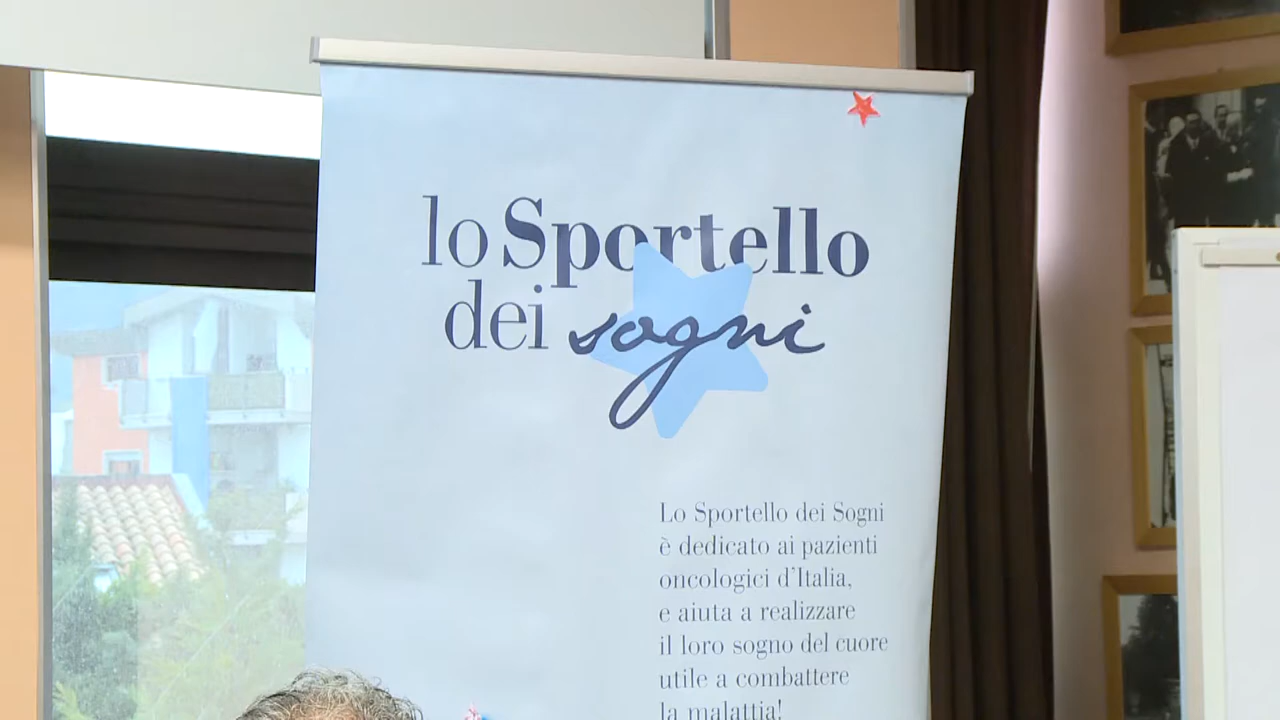 lo Sportello
dei sogni
Lo Sportello dei Sogni
è dedicato ai pazienti
oncologici d'Italia,
e aiuta a realizzare
il loro sogno del cuore
utile a combattere
la malattia!